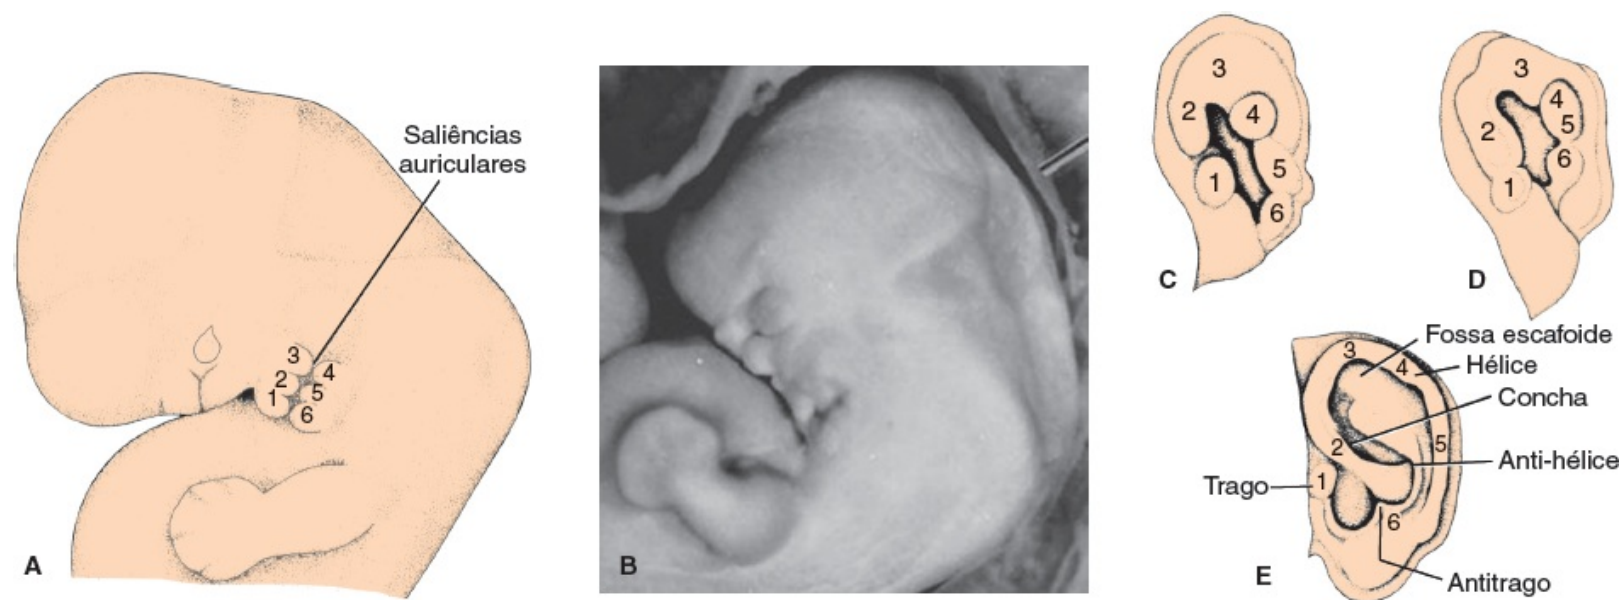 Saliências
auriculares
3
2
4
1
5
6
A
B
3
2
4
1
5
6
C
3
4
2
5
6
1
D
Fossa escafoide
3
4
Hélice
Concha
2
5
Anti-hélice
Trago
1
6
E
Antitrago